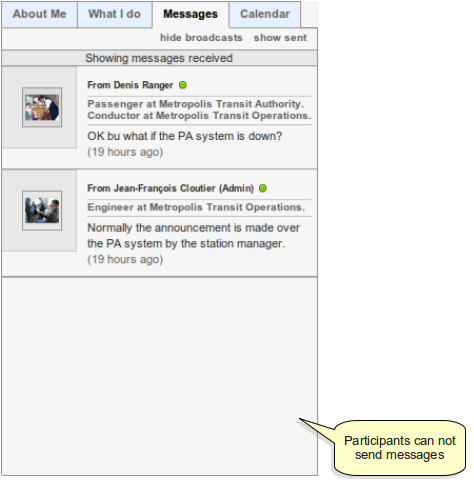 About Me What I do Messages Calendar
hide broadcasts show sent
Showing messages received
From Denis Ranger
Passenger at Metropolis Transit Authority.
Conductor at Metropolis Transit Operations.
OK bu what if the PA system is down?
(19 hours ago)
From Jean-François Cloutier (Admin)
Engineer at Metropolis Transit Operations.
Normally the announcement is made over
the PA system by the station manager.
(19 hours ago)
Participants can not
send messages